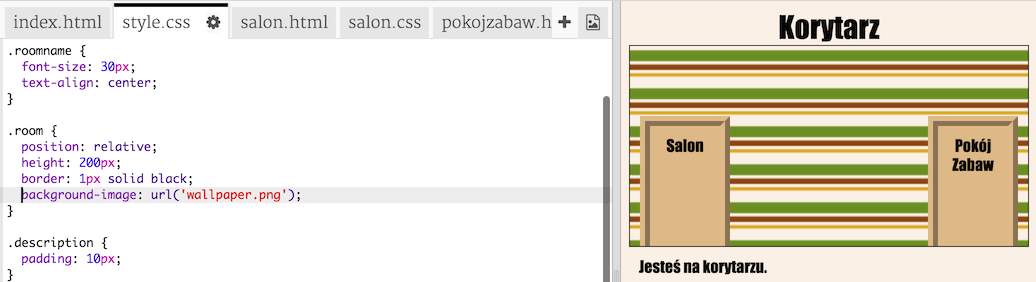 index.html
style.css
salon.html
salon.css
pokojzabaw.h
.roomname {
font-size: 30px;
text-align: center;
}
.room {
position: relative;
height: 200px;
border: 1px solid black;
background-image: url('wallpaper.png');
}
.description {
padding: 10px;
}
Korytarz
Salon
Pokój
Zabaw
Jesteś na korytarzu.